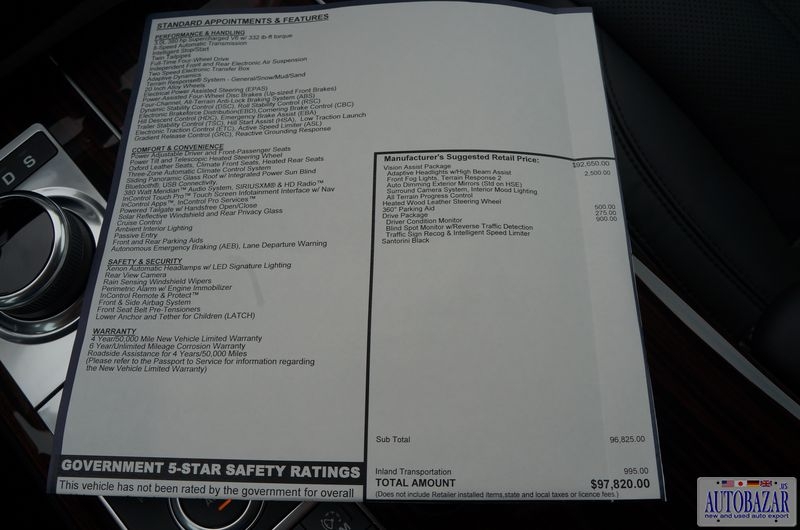 D S
STANDARD APPOINTMENTS & FEATURES
PERFORMANCE & HANDLING
3.0L 380 hp Supercharged V6 w/ 332 lb-ft torque
8-Speed Automatic Transmission
Intelligent Stop/Start
Twin Tailpipes
Full-Time Four-Wheel Drive
Independent Front and Rear Electronic Air Suspension
Two Speed Electronic Transfer Box
Adaptive Dynamics
Terrain Response® System - General/Snow/Mud/Sand
20 Inch Alloy Wheels
Electrical Power Assisted Steering (EPAS)
Power-Assisted Four-Wheel Disc Brakes (Up-sized Front Brakes)
Four-Channel, All-Terrain Anti-Lock Braking System (ABS)
Dynamic Stability Control (DSC), Roll Stability Control (RSC)
Electronic Brakeforce Distribution(EBD),Cornering Brake Control (CBC)
Hill Descent Control (HDC), Emergency Brake Assist (EBA)
Trailer Stability Control (TSC), Hill Start Assist (HSA), Low Traction Launch
Electronic Traction Control (ETC), Active Speed Limiter (ASL)
Gradient Release Control (GRC), Reactive Grounding Response
COMFORT & CONVENIENCE
Power Adjustable Driver and Front-Passenger Seats
Power Tilt and Telescopic Heated Steering Wheel
Oxford Leather Seats, Climate Front Seats, Heated Rear Seats
Three-Zone Automatic Climate Control System
Sliding Panoramic Glass Roof w/ Integrated Power Sun Blind
Bluetooth®, USB Connectivity
380 Watt Meridian™ Audio System, SIRIUSXM® & HD Radio™
InControl Touch Pro™ Touch Screen Infotainment Interface w/ Nav
InControl Apps™, InControl Pro Services™
Powered Tailgate w/ Handsfree Open/Close
Solar Reflective Windshield and Rear Privacy Glass
Cruise Control
Ambient Interior Lighting
Passive Entry
Front and Rear Parking Aids
Autonomous Emergency Braking (AEB), Lane Departure Warning
SAFETY & SECURITY
Xenon Automatic Headlamps w/ LED Signature Lighting
Rear View Camera
Rain Sensing Windshield Wipers
Perimetric Alarm w/ Engine Immobilizer
InControl Remote & Protect™
Front & Side Airbag System
Front Seat Belt Pre-Tensioners
Lower Anchor and Tether for Children (LATCH)
WARRANTY
4 Year/50,000 Mile New Vehicle Limited Warranty
6 Year/Unlimited Mileage Corrosion Warranty
Roadside Assistance for 4 Years/50,000 Miles
(Please refer to the Passport to Service for information regarding
the New Vehicle Limited Warranty)
GOVERNMENT 5-STAR SAFETY RATINGS
This vehicle has not been rated by the government for overall
Manufacturer's Suggested Retail Price: $92,650.00
Vision Assist Package 2,500.00
Adaptive Headlights w/High Beam Assist
Front Fog Lights, Terrain Response 2
Auto Dimming Exterior Mirrors (Std on HSE)
Surround Camera System, Interior Mood Lighting
All Terrain Progress Control
Heated Wood Leather Steering Wheel 500.00
360° Parking Aid 275.00
Drive Package 900.00
Driver Condition Monitor
Blind Spot Monitor w/Reverse Traffic Detection
Traffic Sign Recog & Intelligent Speed Limiter
Santorini Black
Sub Total 96,825.00
Inland Transportation 995.00
TOTAL AMOUNT $97,820.00
(Does not include Retailer installed items,state and local taxes or licence fees.)
AUTOBAZAR.us
new and used auto export